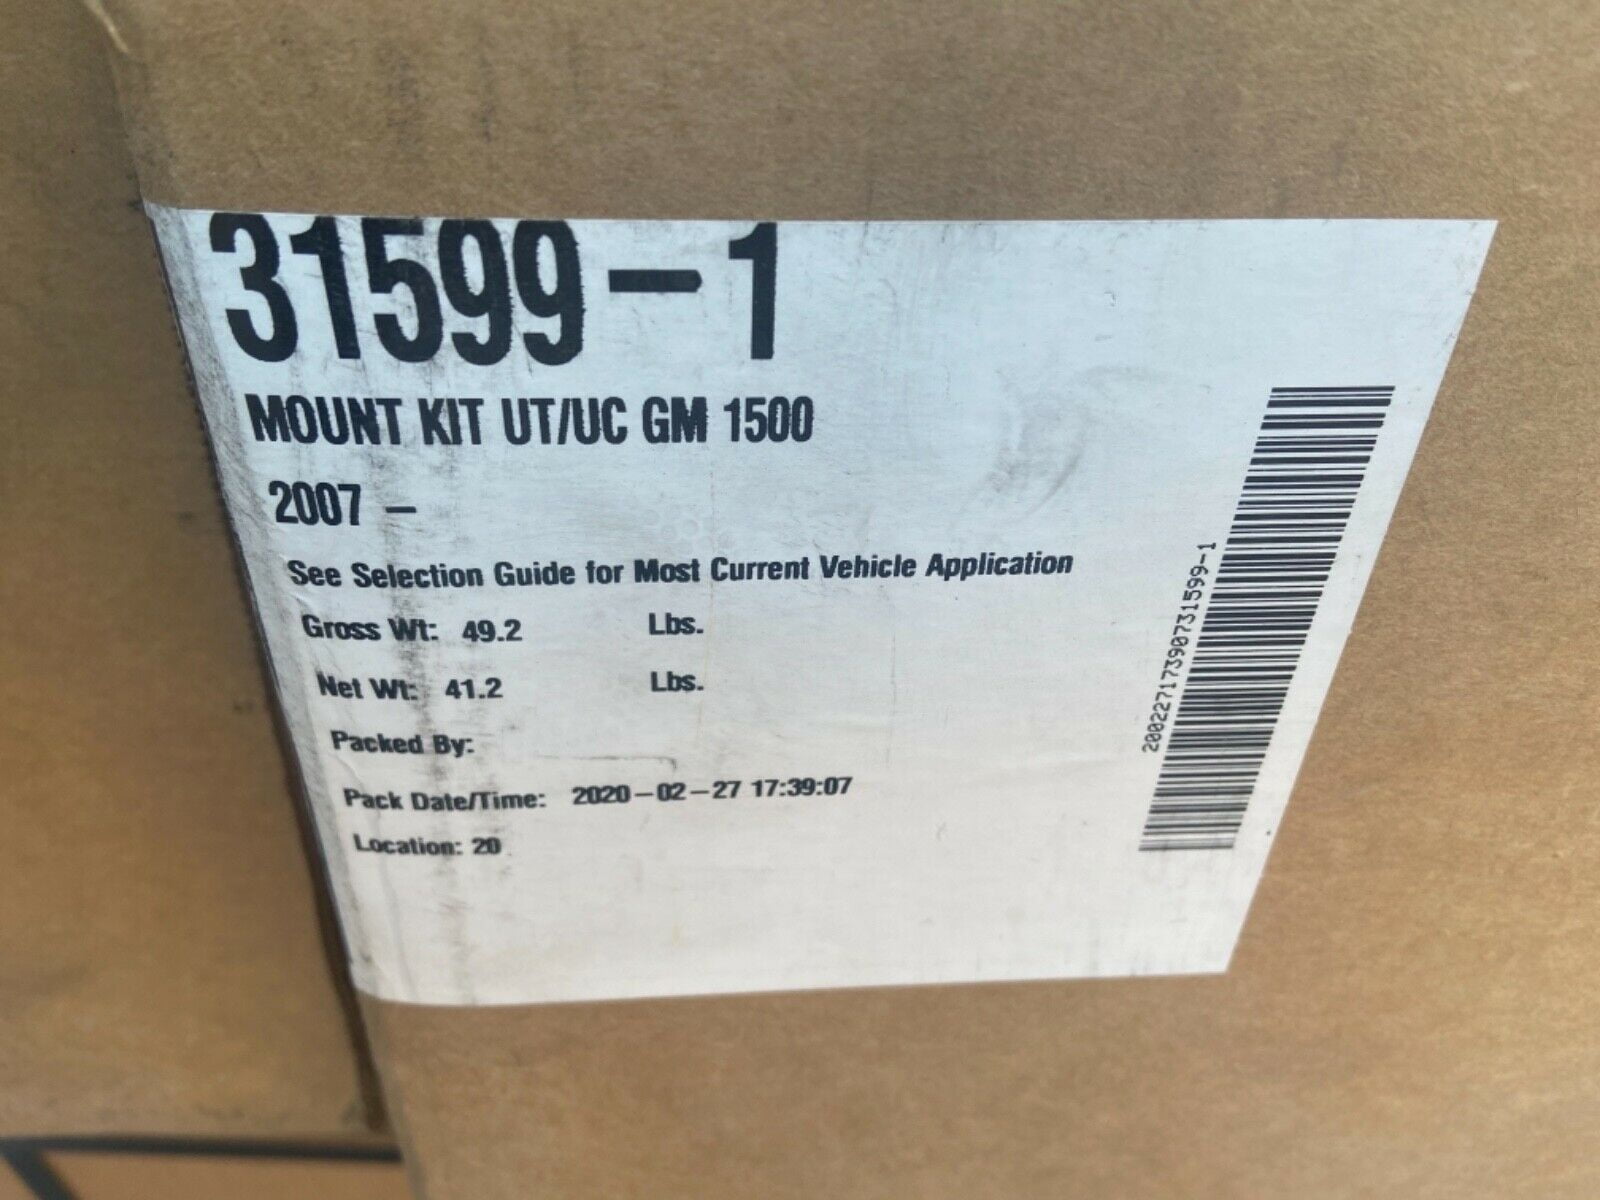 31599-1
MOUNT KIT UT/UC GM 1500
2007 -
See Selection Guide for Most Current Vehicle Application
Gross Wt: 49.2 Lbs.
Net Wt: 41.2 Lbs.
Packed By:
Pack Date/Time: 2020-02-27 17:39:07
Location: 20
20022717390731599-1